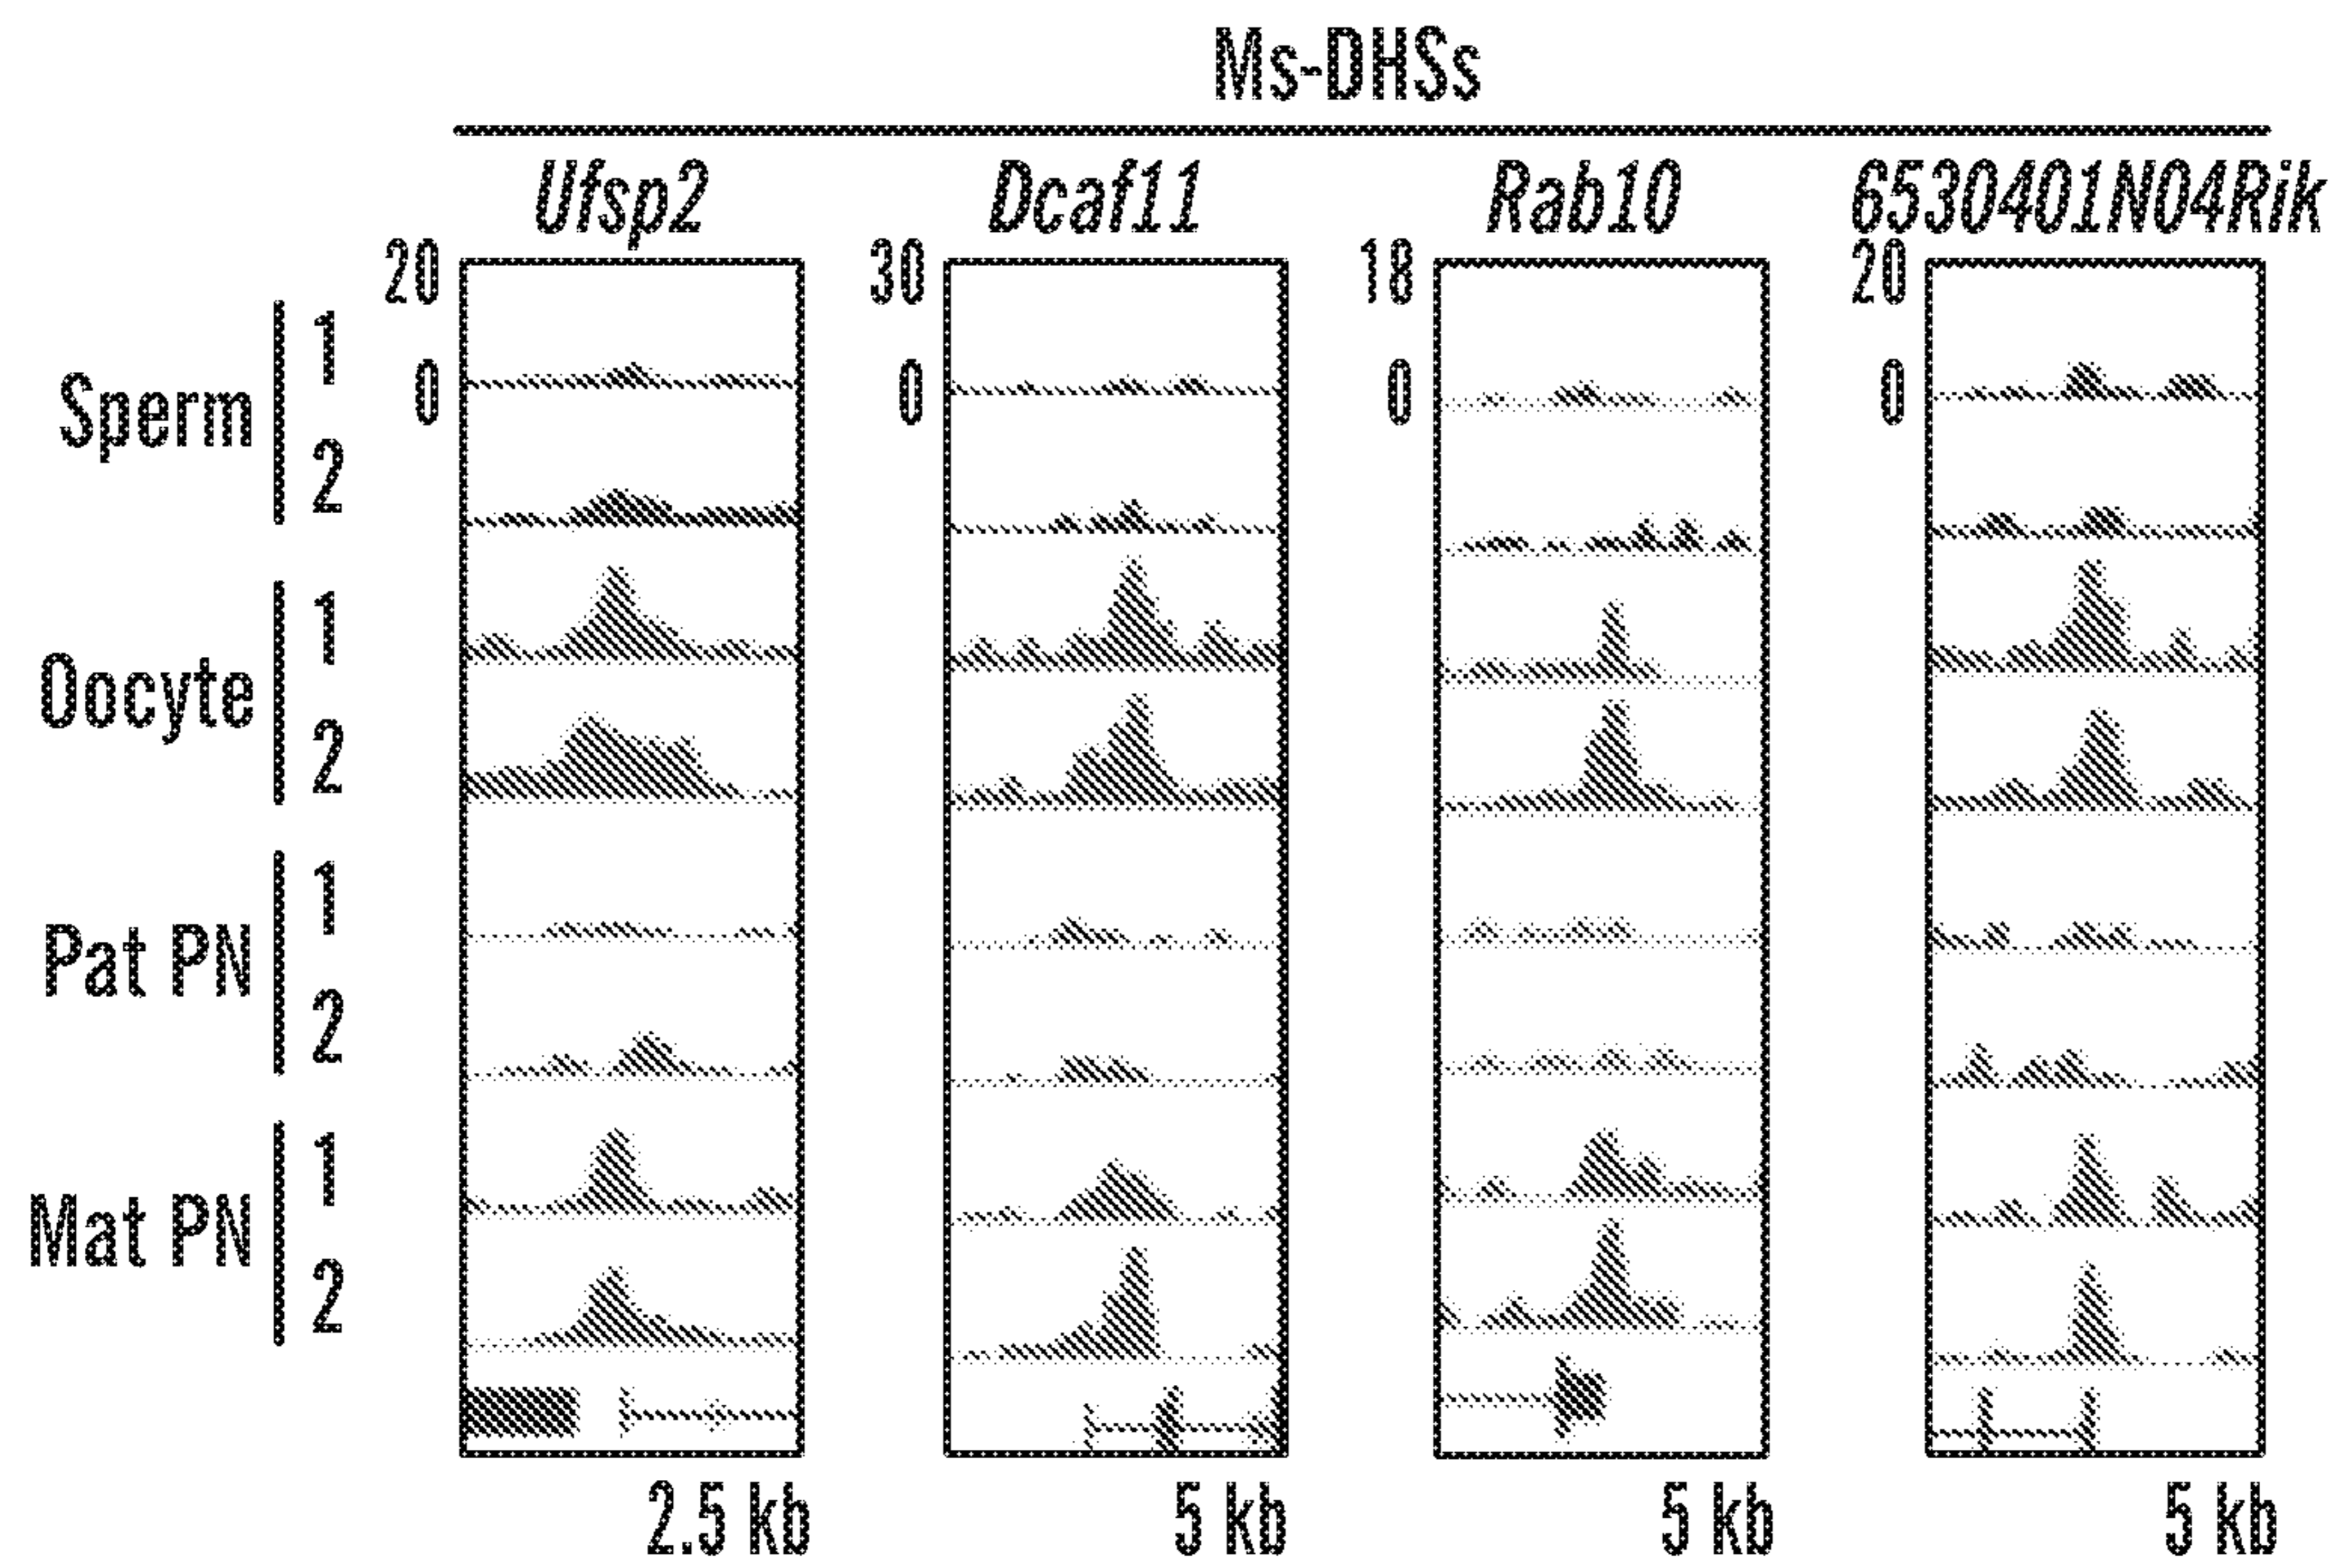 Ms-DHSs
Ufsp2 Dcaf11 Rab10 6530401N04Rik
20 30 18 20
0 0 0 0
Sperm 1
2
Oocyte 1
2
Pat PN 1
2
Mat PN 1
2
2.5 kb 5 kb 5 kb 5 kb